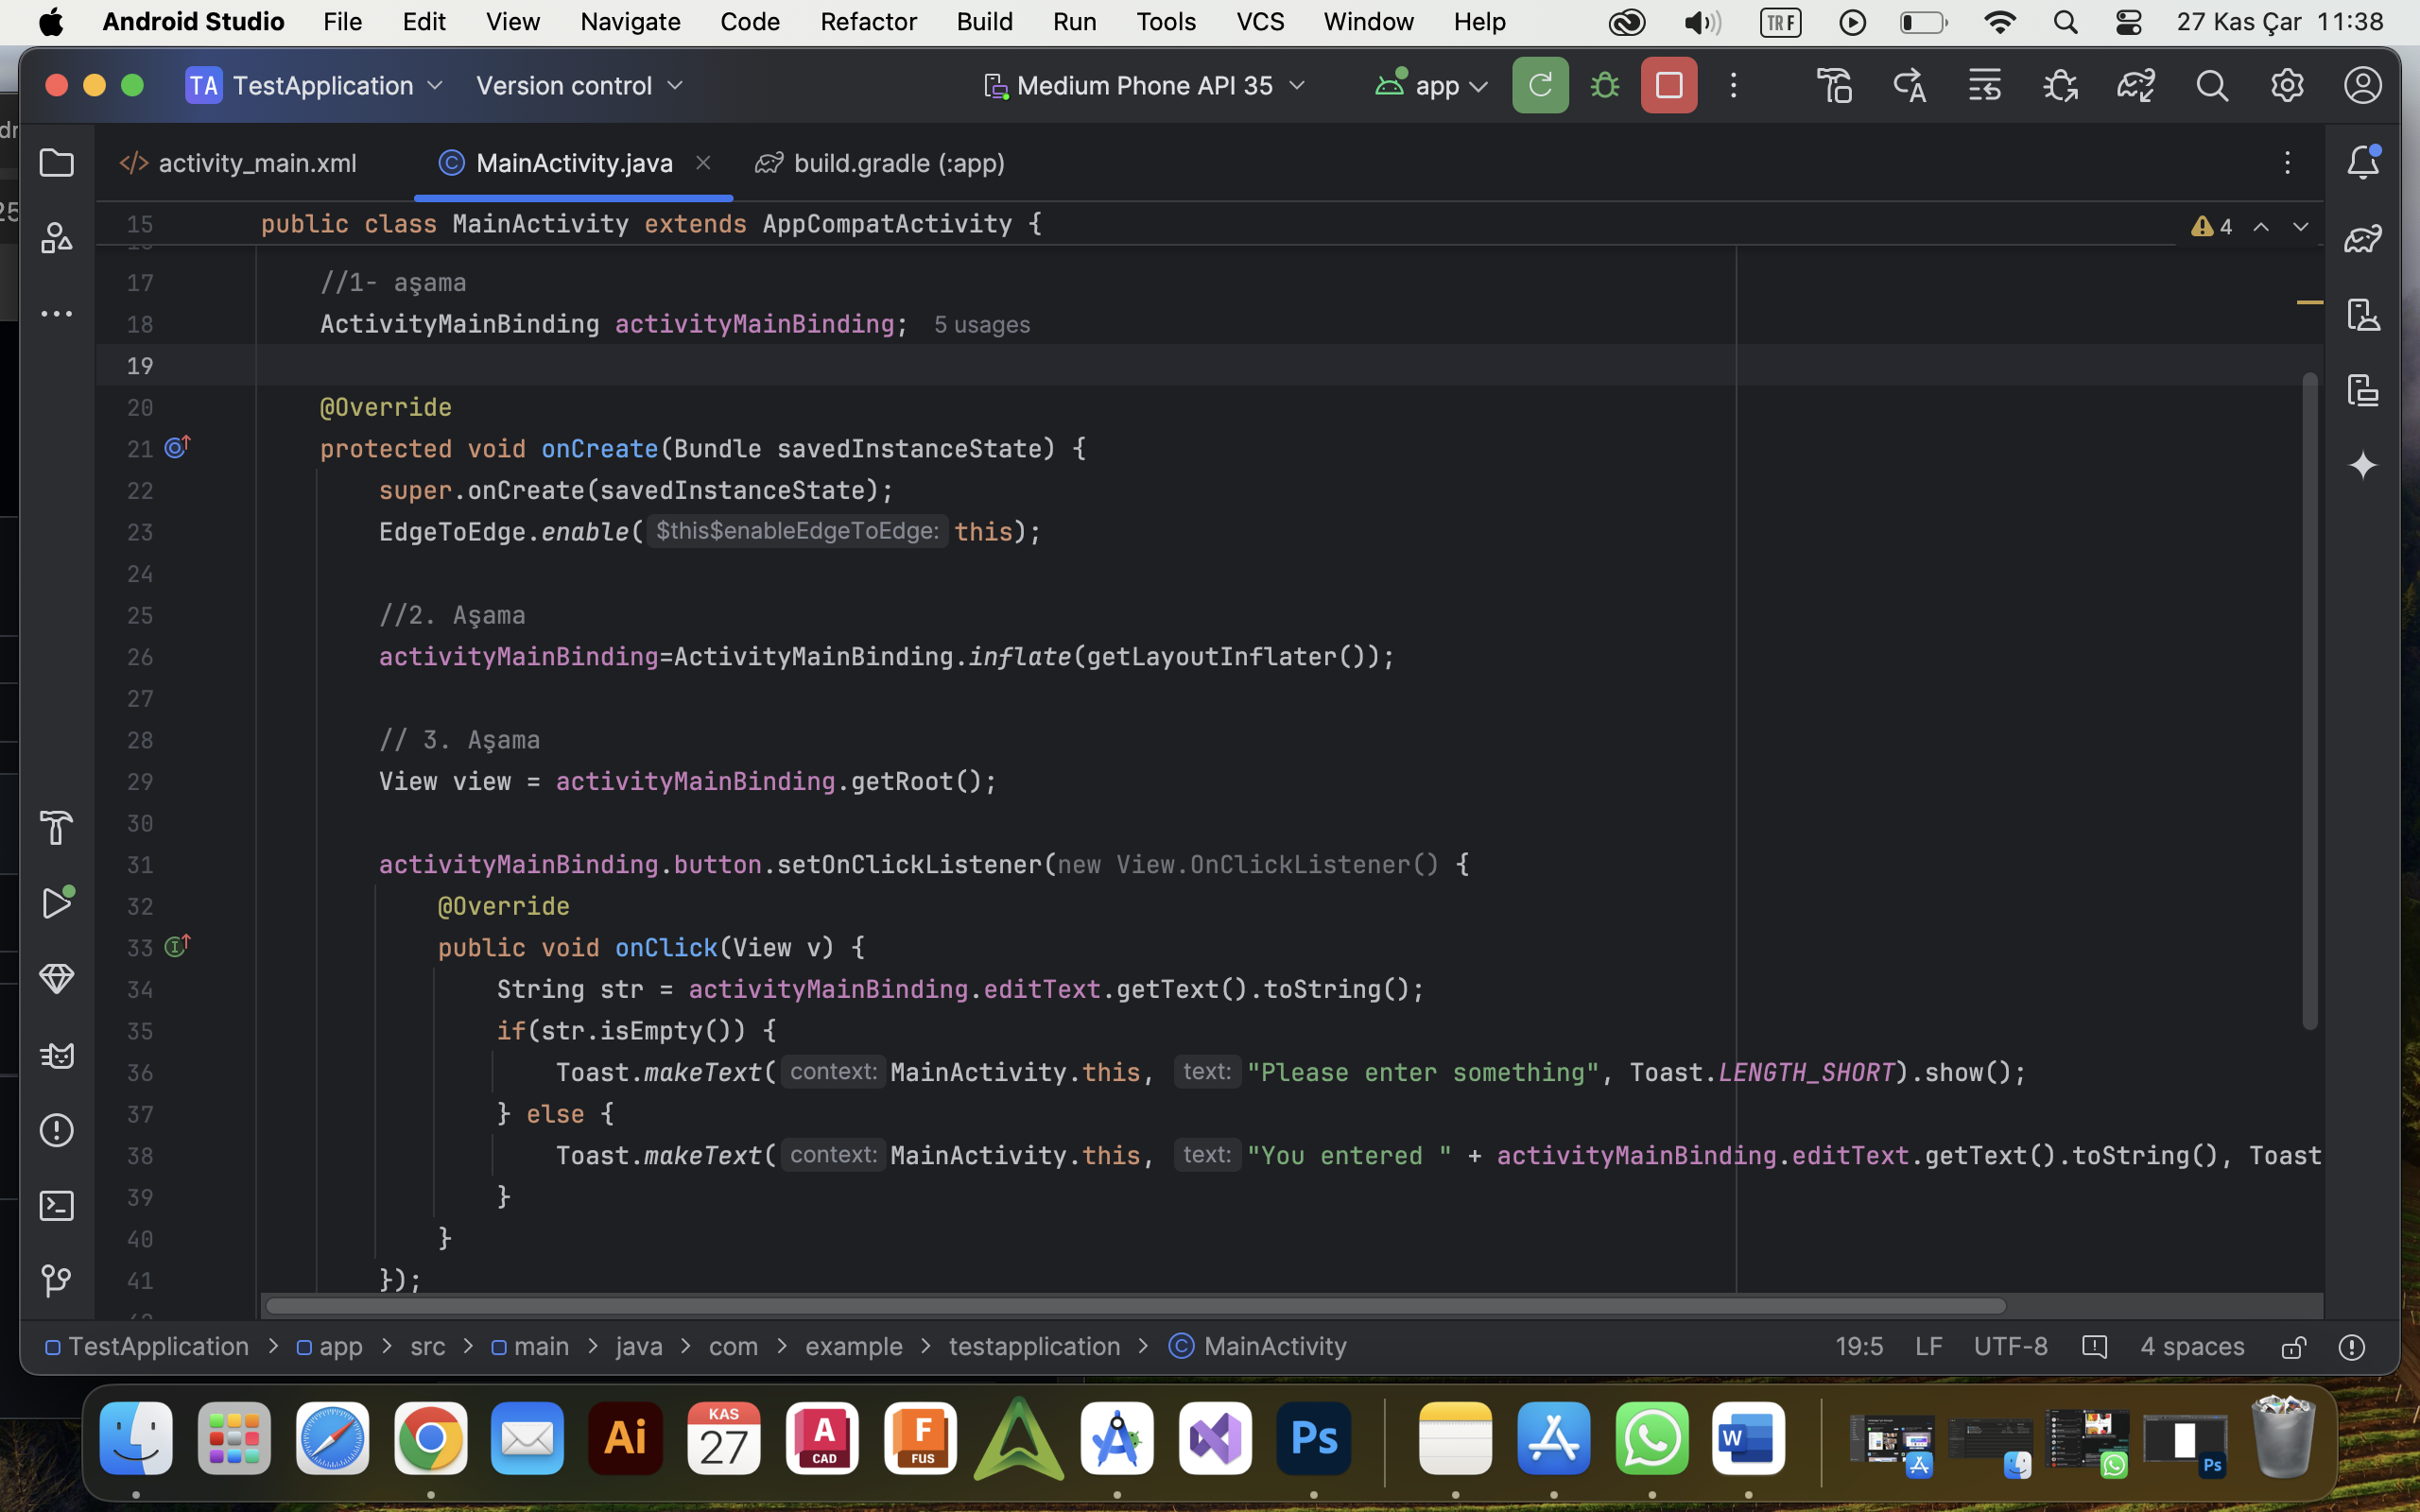 Android Studio File Edit View Navigate Code Refactor Build Run Tools VCS Window Help TR F 27 Kas Çar 11:38
TA TestApplication Version control Medium Phone API 35 app
activity_main.xml MainActivity.java build.gradle (:app)
15 public class MainActivity extends AppCompatActivity { 4
17 //1- aşama
18 ActivityMainBinding activityMainBinding; 5 usages
19
20 @Override
21 protected void onCreate(Bundle savedInstanceState) {
22 super.onCreate(savedInstanceState);
23 EdgeToEdge.enable( $this$enableEdgeToEdge: this);
24
25 //2. Aşama
26 activityMainBinding=ActivityMainBinding.inflate(getLayoutInflater());
27
28 // 3. Aşama
29 View view = activityMainBinding.getRoot();
30
31 activityMainBinding.button.setOnClickListener(new View.OnClickListener() {
32 @Override
33 public void onClick(View v) {
34 String str = activityMainBinding.editText.getText().toString();
35 if(str.isEmpty()) {
36 Toast.makeText( context: MainActivity.this, text: "Please enter something", Toast.LENGTH_SHORT).show();
37 } else {
38 Toast.makeText( context: MainActivity.this, text: "You entered " + activityMainBinding.editText.getText().toString(), Toast
39 }
40 }
41 });
TestApplication > app > src > main > java > com > example > testapplication > MainActivity 19:5 LF UTF-8 4 spaces
Ai KAS 27 A CAD F FUS Ps W Ps